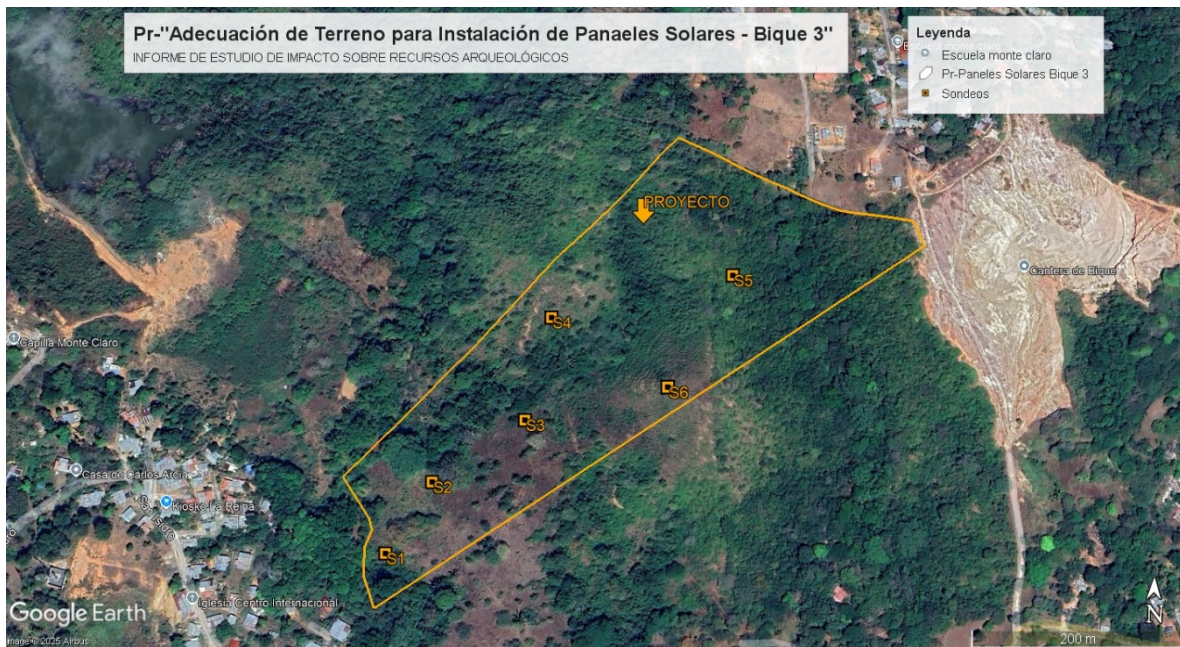 Pr-"Adecuación de Terreno para Instalación de Panaeles Solares - Bique 3"
INFORME DE ESTUDIO DE IMPACTO SOBRE RECURSOS ARQUEOLÓGICOS
Leyenda
Escuela monte claro
Pr-Paneles Solares Bique 3
Sondeos
PROYECTO
S5
Cantera de Bique
S4
Capilla Monte Claro
S6
S3
Casa de Carlos Arcia
S2
Kiosko La Reina
S1
Iglesia Centro Internacional
Google Earth
Image © 2025 Airbus
N
200 m